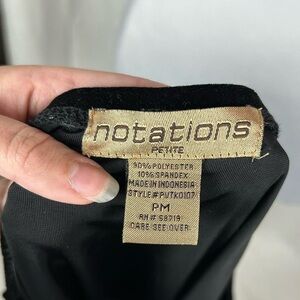 notations
PETITE
90% POLYESTER
10% SPANDEX
MADE IN INDONESIA
STYLE# PVTK0107
PM
RN# 58719
CARE SEE OVER